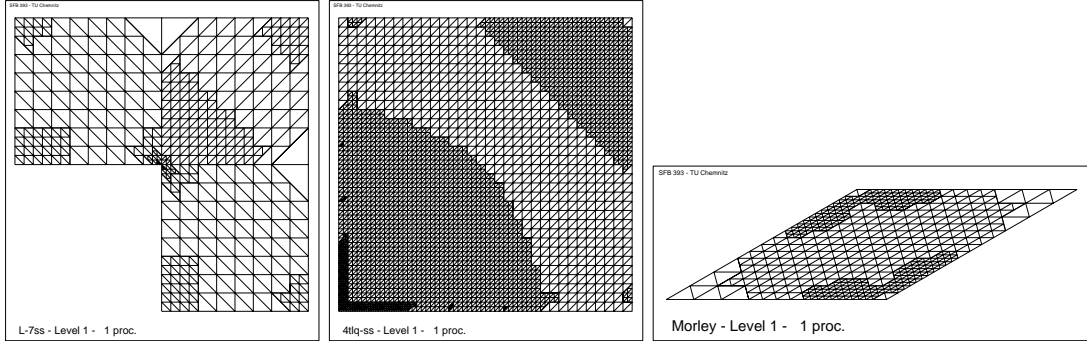 SFB 393 - TU Chemnitz
L-7ss - Level 1 - 1 proc.
SFB 393 - TU Chemnitz
4tlq-ss - Level 1 - 1 proc.
SFB 393 - TU Chemnitz
Morley - Level 1 - 1 proc.